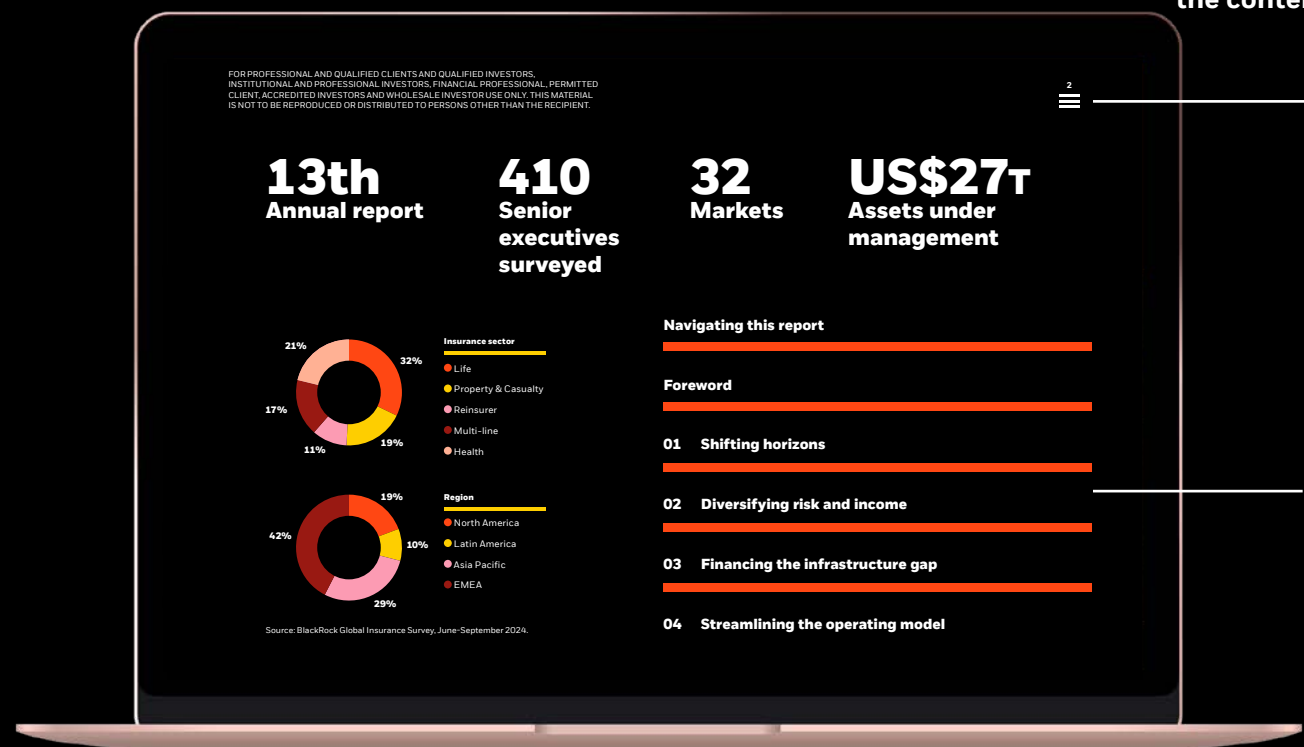 the conte
FOR PROFESSIONAL AND QUALIFIED CLIENTS AND QUALIFIED INVESTORS,
INSTITUTIONAL AND PROFESSIONAL INVESTORS, FINANCIAL PROFESSIONAL, PERMITTED
CLIENT, ACCREDITED INVESTORS AND WHOLESALE INVESTOR USE ONLY. THIS MATERIAL
IS NOT TO BE REPRODUCED OR DISTRIBUTED TO PERSONS OTHER THAN THE RECIPIENT.
2
13th
Annual report
410
Senior
executives
surveyed
32
Markets
US$27T
Assets under
management
21%
32%
17%
11%
19%
Insurance sector
Life
Property & Casualty
Reinsurer
Multi-line
Health
19%
42%
10%
29%
Region
North America
Latin America
Asia Pacific
EMEA
Source: BlackRock Global Insurance Survey, June-September 2024.
Navigating this report
Foreword
01 Shifting horizons
02 Diversifying risk and income
03 Financing the infrastructure gap
04 Streamlining the operating model